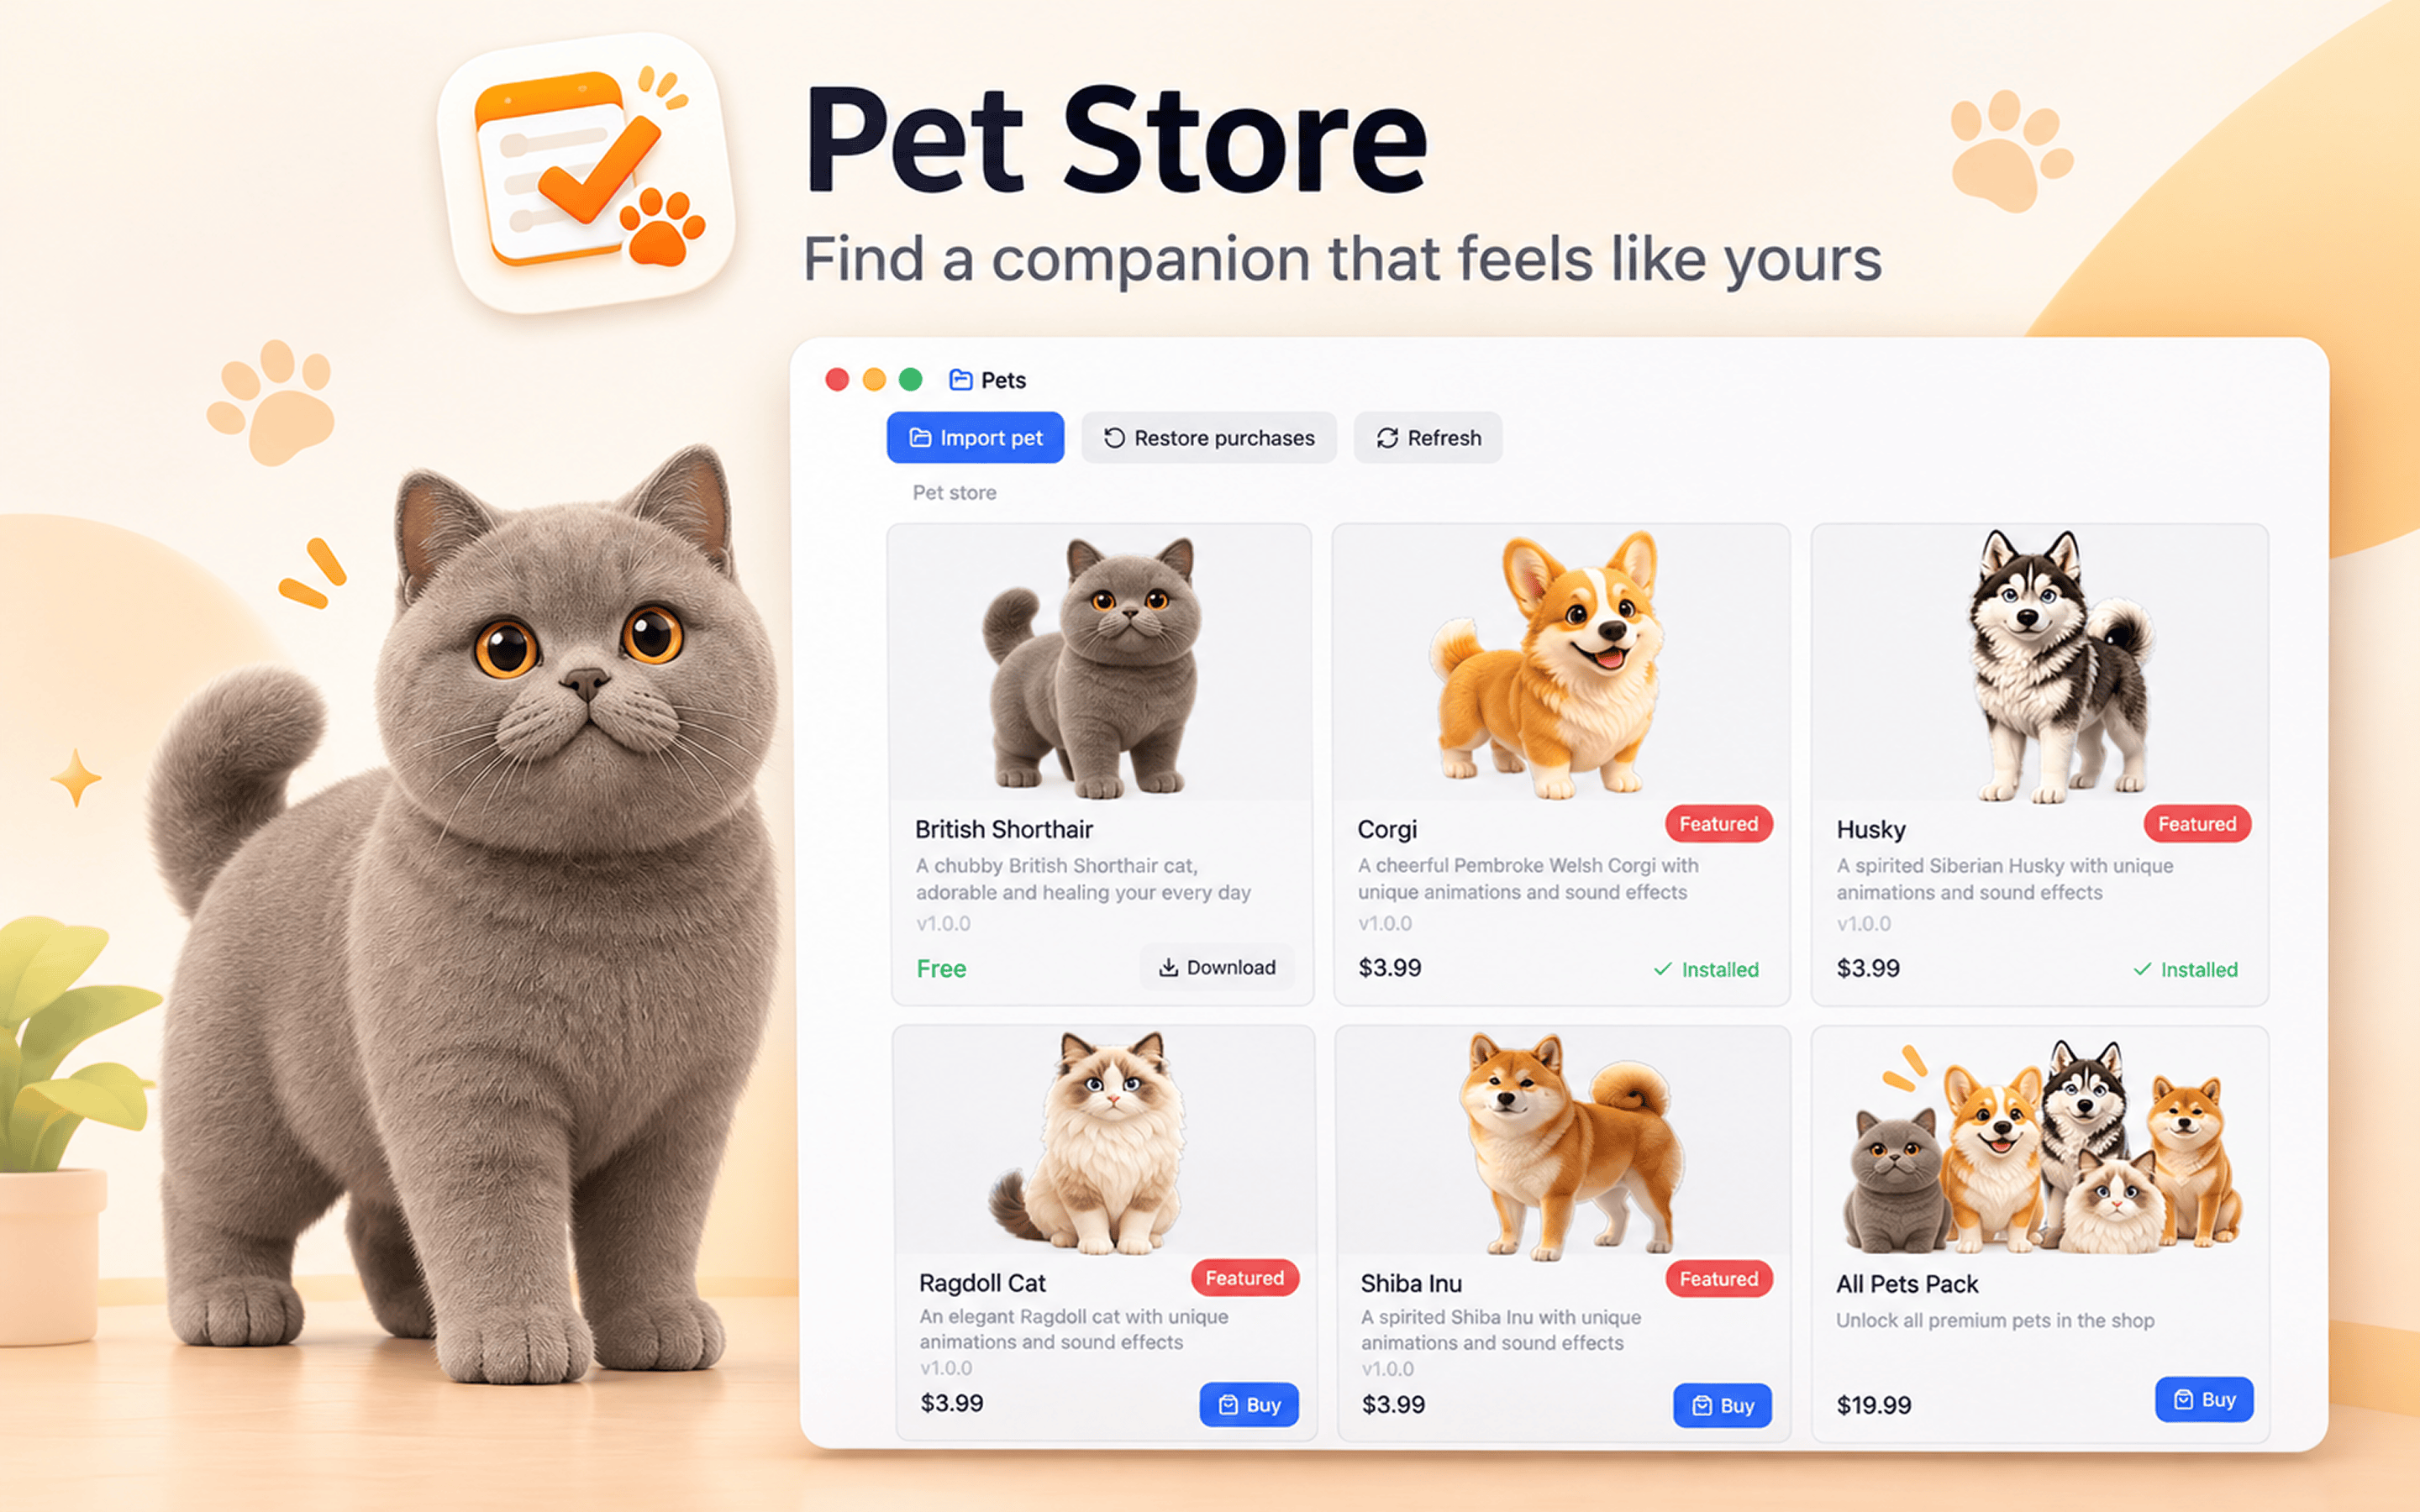 Pet Store
Find a companion that feels like yours
Pets
Import pet
Restore purchases
Refresh
Pet store
British Shorthair
A chubby British Shorthair cat,
adorable and healing your every day
v1.0.0
Free
Download
Corgi
Featured
A cheerful Pembroke Welsh Corgi with
unique animations and sound effects
v1.0.0
$3.99
Installed
Husky
Featured
A spirited Siberian Husky with unique
animations and sound effects
v1.0.0
$3.99
Installed
Ragdoll Cat
Featured
An elegant Ragdoll cat with unique
animations and sound effects
v1.0.0
$3.99
Buy
Shiba Inu
Featured
A spirited Shiba Inu with unique
animations and sound effects
v1.0.0
$3.99
Buy
All Pets Pack
Unlock all premium pets in the shop
$19.99
Buy